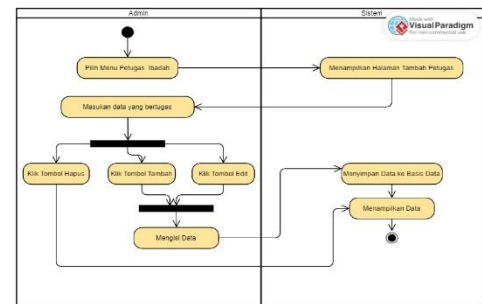 Admin
Sistem
Made with
Visual Paradigm
For non-commercial use
Pilih Menu Petugas Ibadah
Menampilkan Halaman Tambah Petugas
Masukan data yang bertugas
Klik Tombol Hapus
Klik Tombol Tambah
Klik Tombol Edit
Menyimpan Data ke Basis Data
Menampilkan Data
Mengisi Data